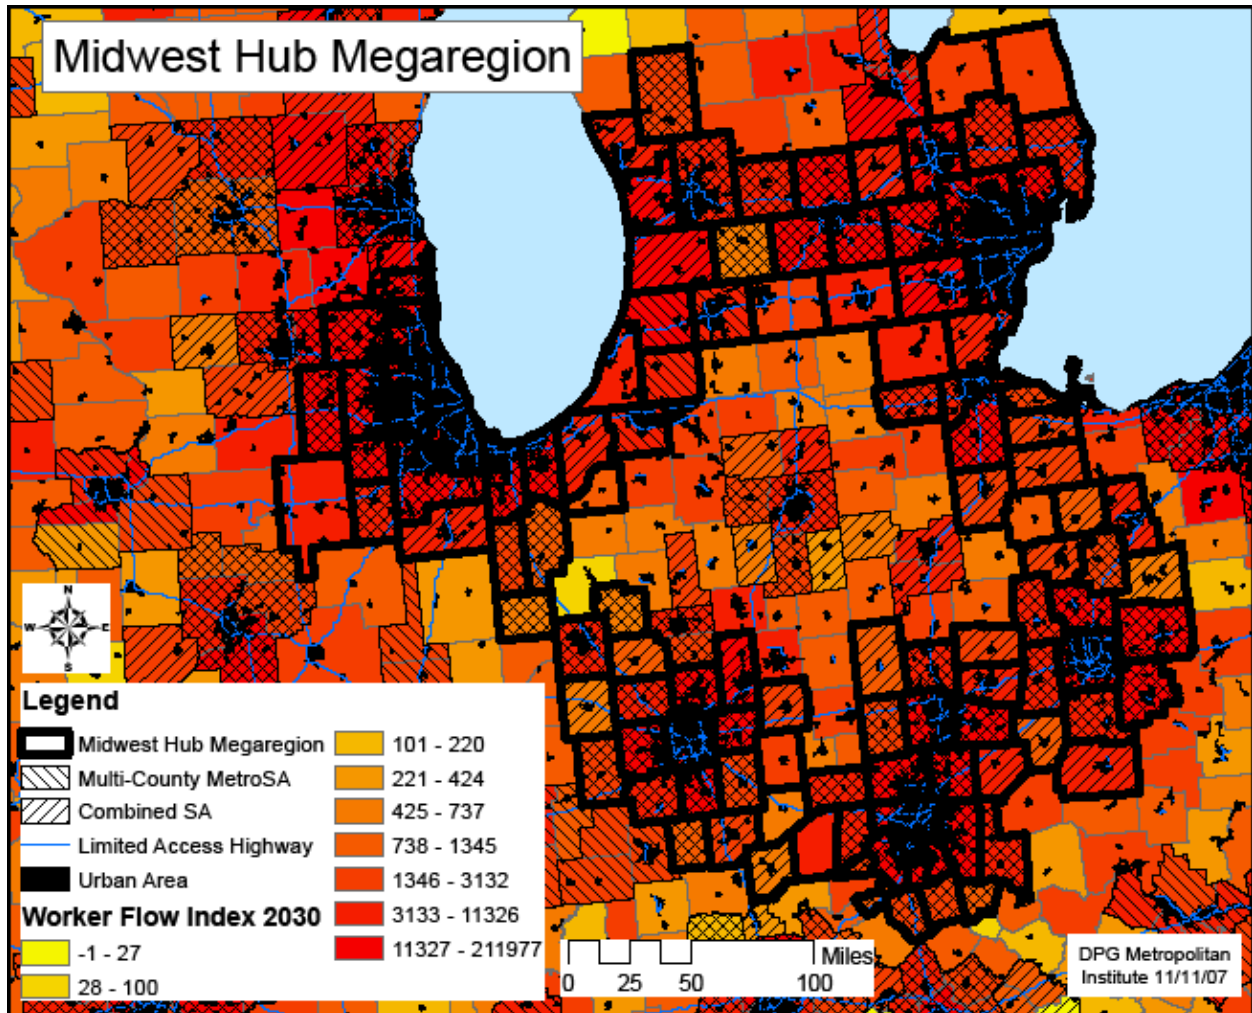 Midwest Hub Megaregion
N
W E
S
Legend
Midwest Hub Megaregion
Multi-County MetroSA
Combined SA
Limited Access Highway
Urban Area
Worker Flow Index 2030
-1 - 27
28 - 100
101 - 220
221 - 424
425 - 737
738 - 1345
1346 - 3132
3133 - 11326
11327 - 211977
Miles
0 25 50 100
DPG Metropolitan
Institute 11/11/07